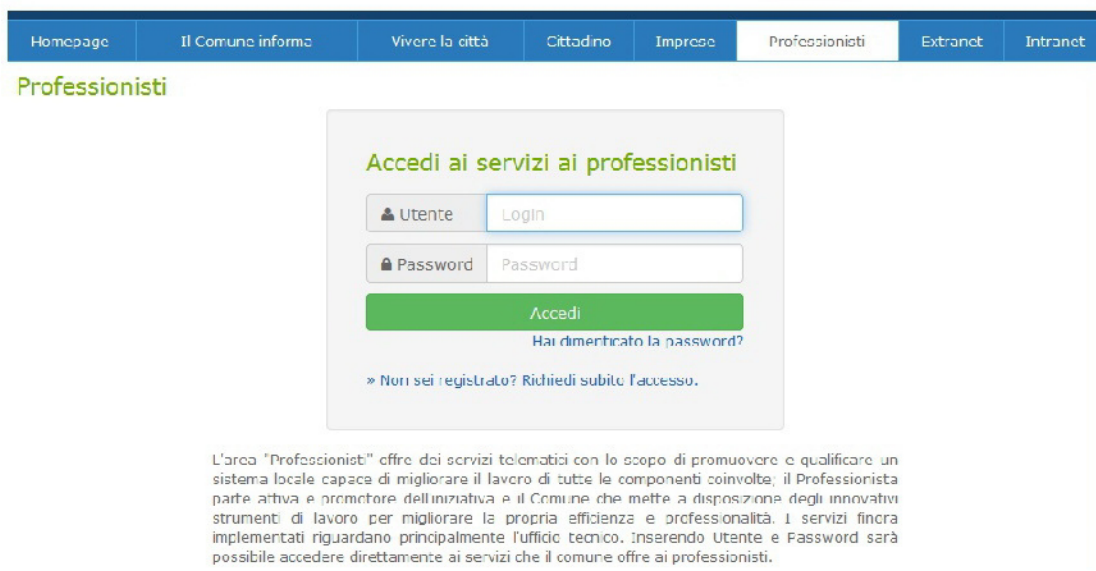 Homepage Il Comune informa Vivere la città Cittadino Imprese Professionisti Extranet Intranet
Professionisti
Accedi ai servizi ai professionisti
Utente Login
Password Password
Accedi
Hai dimenticato la password?
» Non sei registrato? Richiedi subito l'accesso.
L'area "Professionisti" offre dei servizi telematici con lo scopo di promuovere e qualificare un
sistema locale capace di migliorare il lavoro di tutte le componenti coinvolte; il Professionista
parte attiva e promotore dell'iniziativa e il Comune che mette a disposizione degli innovativi
strumenti di lavoro per migliorare la propria efficienza e professionalità. I servizi finora
implementati riguardano principalmente l'ufficio tecnico. Inserendo Utente e Password sarà
possibile accedere direttamente ai servizi che il comune offre ai professionisti.